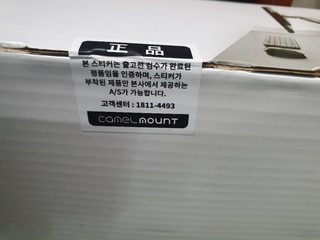 正品
본 스티커는 출고전 검수가 완료된
정품임을 인증하며, 스티커가
부착된 제품만 본사에서 제공하는
A/S가 가능합니다.
고객센터 : 1811-4493
camel mount